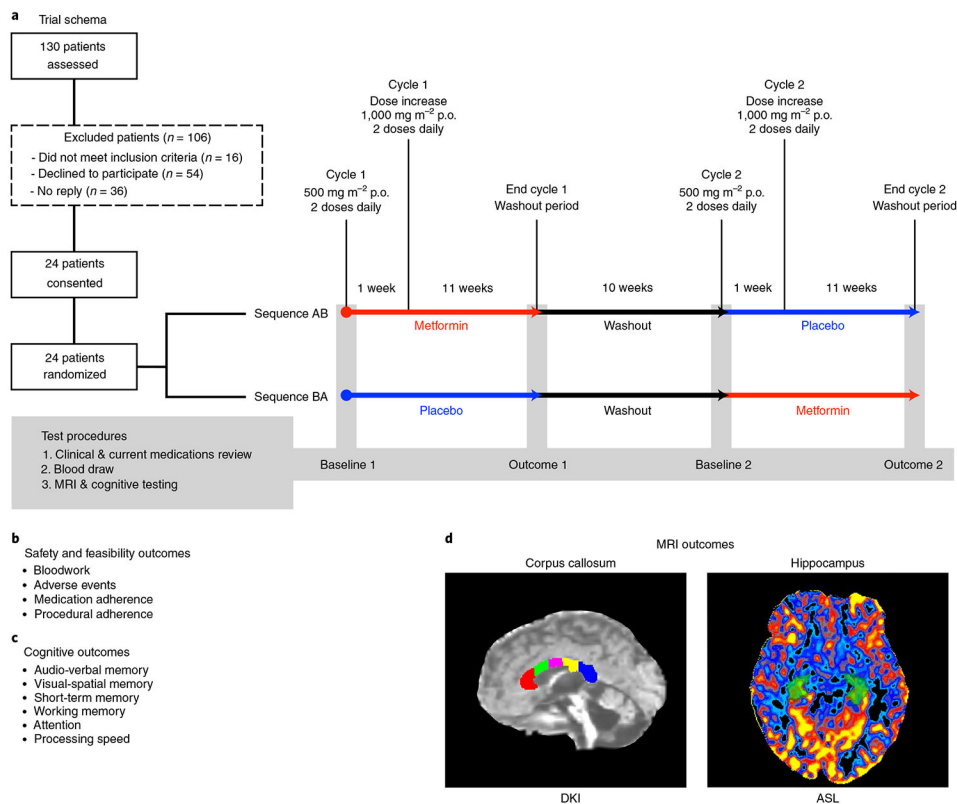 a
Trial schema
130 patients
assessed
Excluded patients (n = 106)
- Did not meet inclusion criteria (n = 16)
- Declined to participate (n = 54)
- No reply (n = 36)
24 patients
consented
24 patients
randomized
Cycle 1
Dose increase
1,000 mg m−2 p.o.
2 doses daily
Cycle 2
Dose increase
1,000 mg m−2 p.o.
2 doses daily
Cycle 1
500 mg m−2 p.o.
2 doses daily
End cycle 1
Washout period
Cycle 2
500 mg m−2 p.o.
2 doses daily
End cycle 2
Washout period
1 week
11 weeks
10 weeks
1 week
11 weeks
Sequence AB
Metformin
Washout
Placebo
Sequence BA
Placebo
Washout
Metformin
Test procedures
1. Clinical & current medications review
2. Blood draw
3. MRI & cognitive testing
Baseline 1
Outcome 1
Baseline 2
Outcome 2
b
Safety and feasibility outcomes
• Bloodwork
• Adverse events
• Medication adherence
• Procedural adherence
c
Cognitive outcomes
• Audio-verbal memory
• Visual-spatial memory
• Short-term memory
• Working memory
• Attention
• Processing speed
d
MRI outcomes
Corpus callosum
Hippocampus
DKI
ASL